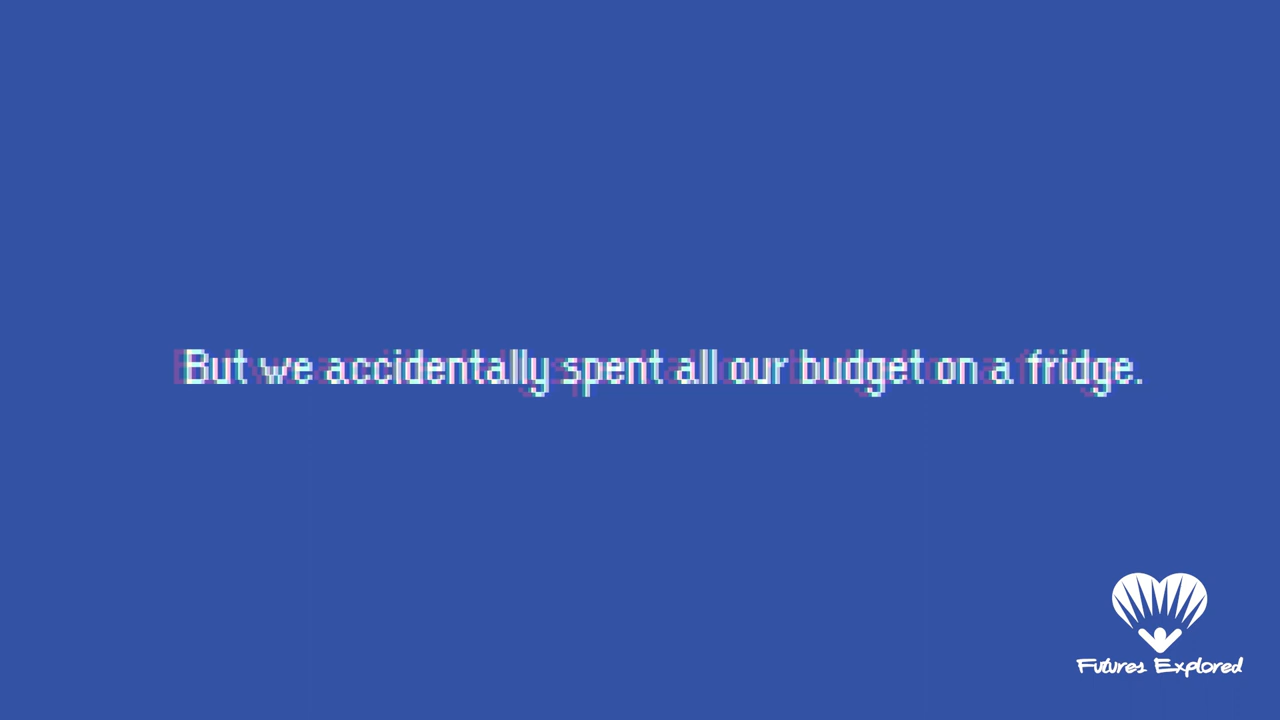 But we accidentally spent all our budget on a fridge.
Futures Explored